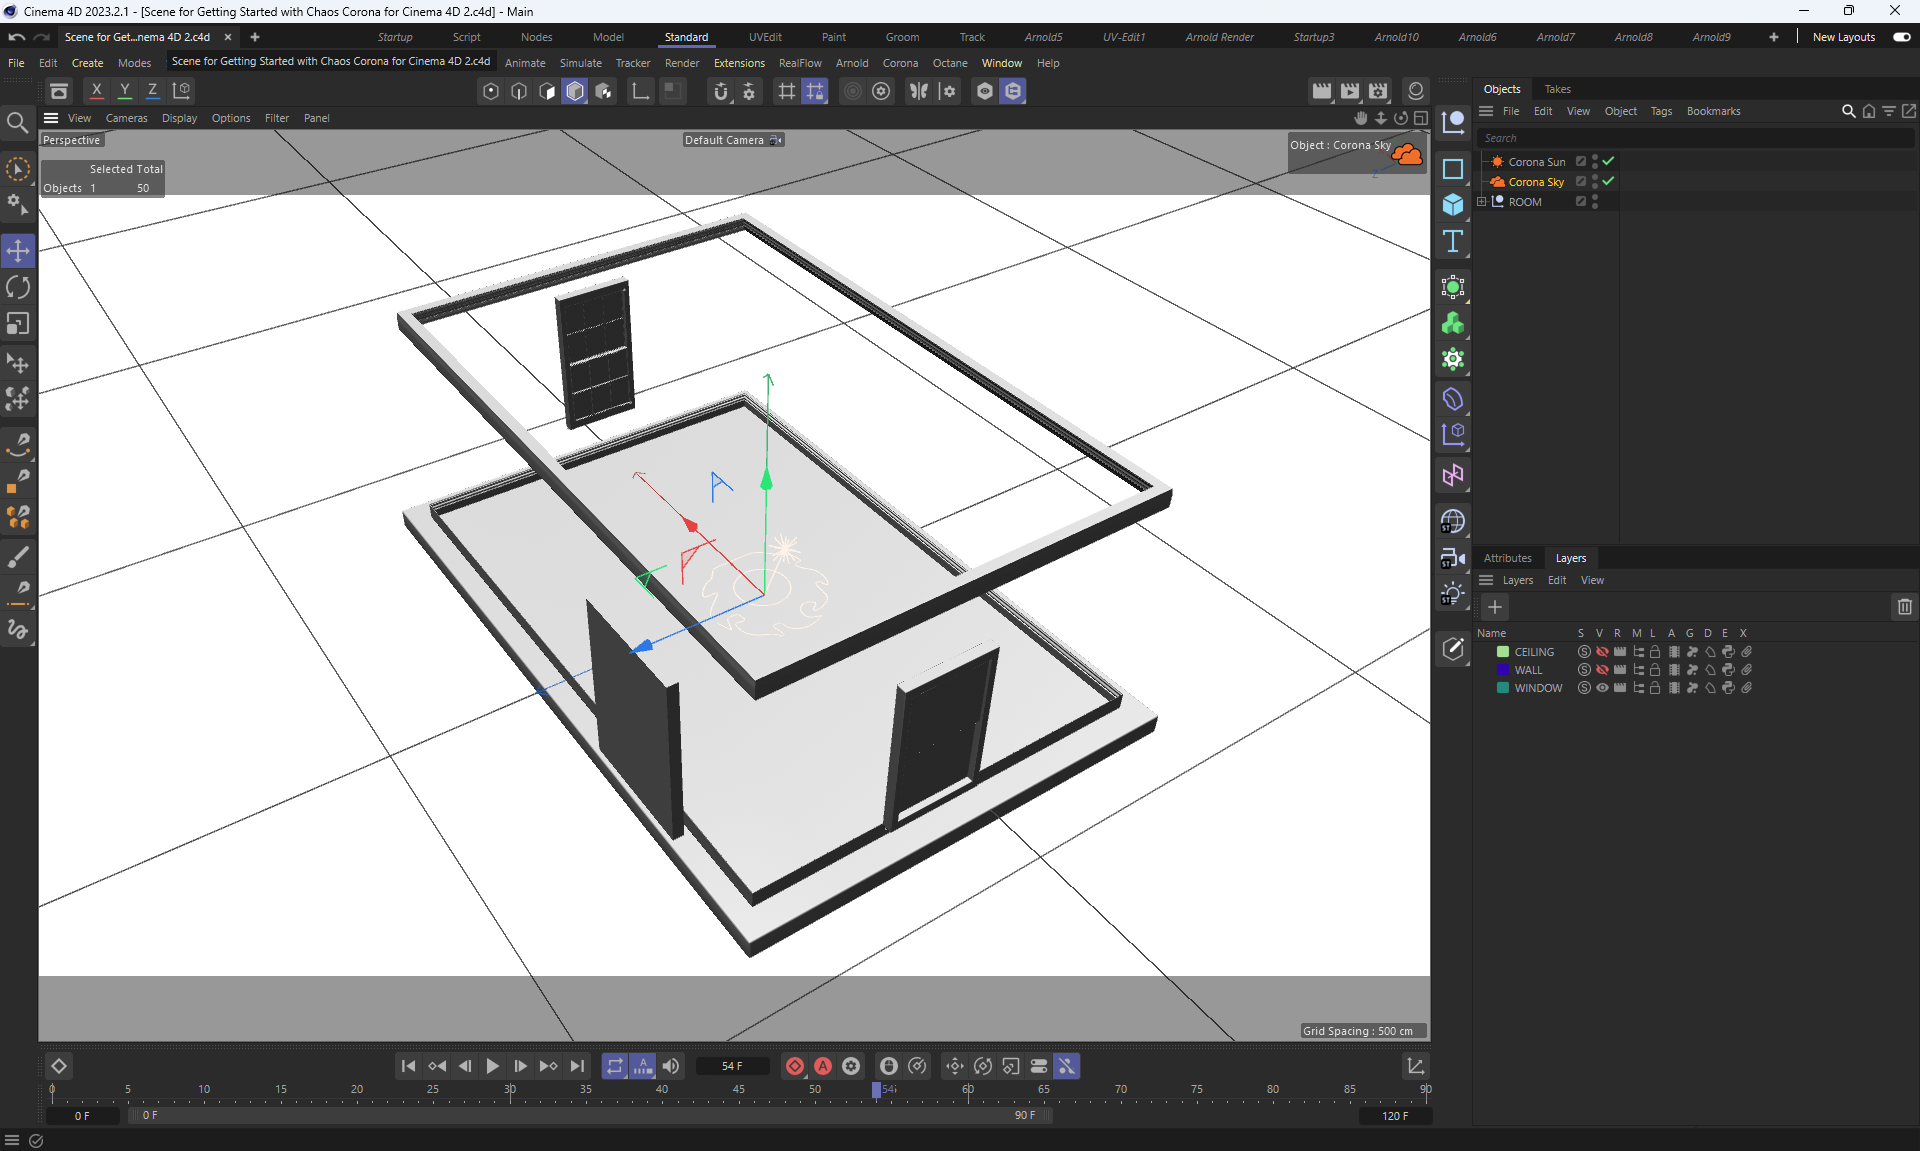 Cinema 4D 2023.2.1 - [Scene for Getting Started with Chaos Corona for Cinema 4D 2.c4d] - Main
Scene for Get...nema 4D 2.c4d
Startup Script Nodes Model Standard UVEdit Paint Groom Track Arnold5 UV-Edit1 Arnold Render Startup3 Arnold10 Arnold6 Arnold7 Arnold8 Arnold9 New Layouts
File Edit Create Modes Scene for Getting Started with Chaos Corona for Cinema 4D 2.c4d Animate Simulate Tracker Render Extensions RealFlow Arnold Corona Octane Window Help
X Y Z
Objects Takes
View Cameras Display Options Filter Panel
File Edit View Object Tags Bookmarks
Perspective
Default Camera
Object : Corona Sky
Z
Search
Selected Total
Objects 1 50
Corona Sun
Corona Sky
ROOM
ST
ST
ST
Attributes Layers
Layers Edit View
Name S V R M L A G D E X
CEILING
WALL
WINDOW
Grid Spacing : 500 cm
54 F
0 5 10 15 20 25 30 35 40 45 50 54 60 65 70 75 80 85 90
0 F 0 F 90 F 120 F